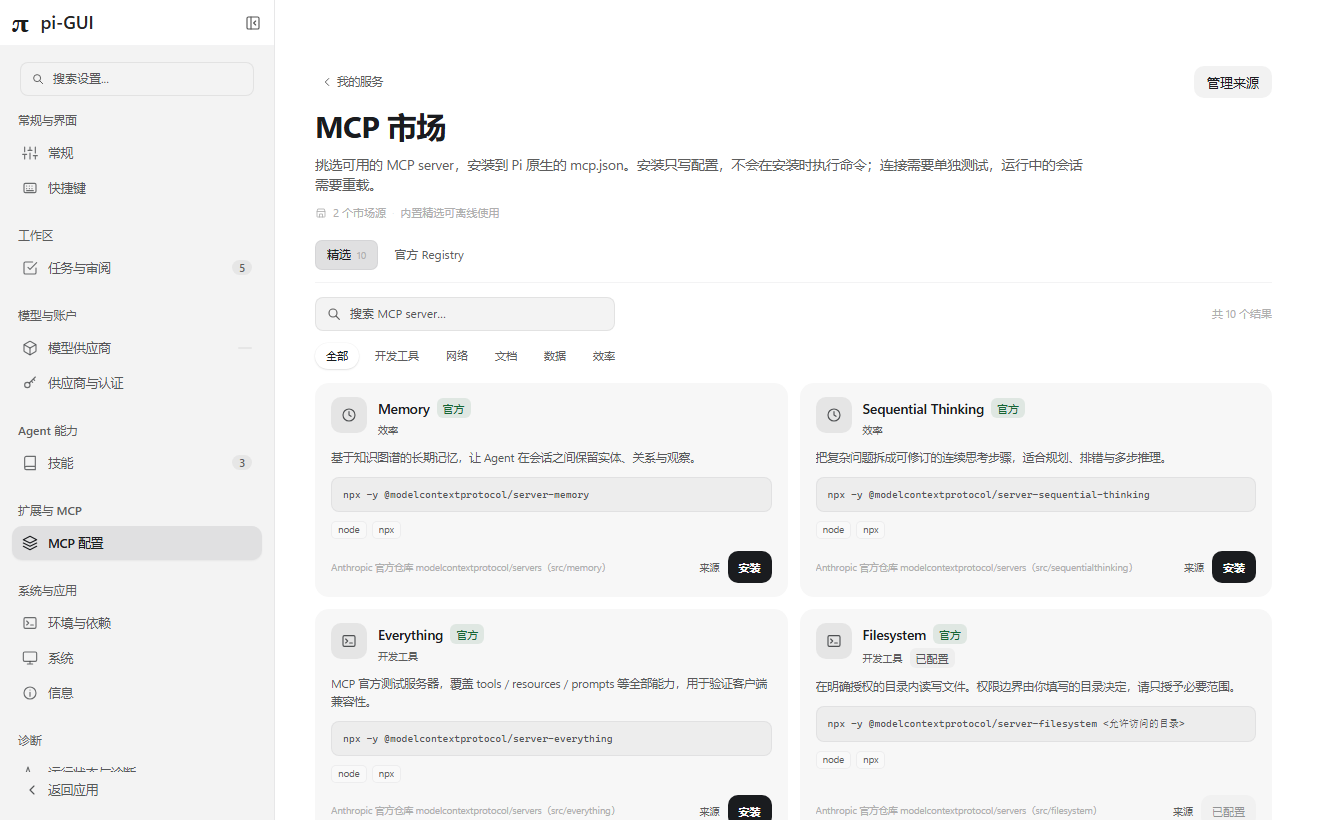 π pi-GUI
搜索设置...
常规与界面
常规
快捷键
工作区
任务与审阅 5
模型与账户
模型供应商
供应商与认证
Agent 能力
技能 3
扩展与 MCP
MCP 配置
系统与应用
环境与依赖
系统
信息
诊断
运行状态与诊断
返回应用
我的服务
管理来源
MCP 市场
挑选可用的 MCP server，安装到 Pi 原生的 mcp.json。安装只写配置，不会在安装时执行命令；连接需要单独测试，运行中的会话
需要重载。
2 个市场源 内置精选可离线使用
精选 10 官方 Registry
搜索 MCP server...
共 10 个结果
全部 开发工具 网络 文档 数据 效率
Memory 官方
效率
基于知识图谱的长期记忆，让 Agent 在会话之间保留实体、关系与观察。
npx -y @modelcontextprotocol/server-memory
node npx
Anthropic 官方仓库 modelcontextprotocol/servers（src/memory） 来源 安装
Sequential Thinking 官方
效率
把复杂问题拆成可修订的连续思考步骤，适合规划、排错与多步推理。
npx -y @modelcontextprotocol/server-sequential-thinking
node npx
Anthropic 官方仓库 modelcontextprotocol/servers（src/sequentialthinking） 来源 安装
Everything 官方
开发工具
MCP 官方测试服务器，覆盖 tools / resources / prompts 等全部能力，用于验证客户端
兼容性。
npx -y @modelcontextprotocol/server-everything
node npx
Anthropic 官方仓库 modelcontextprotocol/servers（src/everything） 来源 安装
Filesystem 官方
开发工具 已配置
在明确授权的目录内读写文件。权限边界由你填写的目录决定，请只授予必要范围。
npx -y @modelcontextprotocol/server-filesystem <允许访问的目录>
node npx
Anthropic 官方仓库 modelcontextprotocol/servers（src/filesystem） 来源 已配置